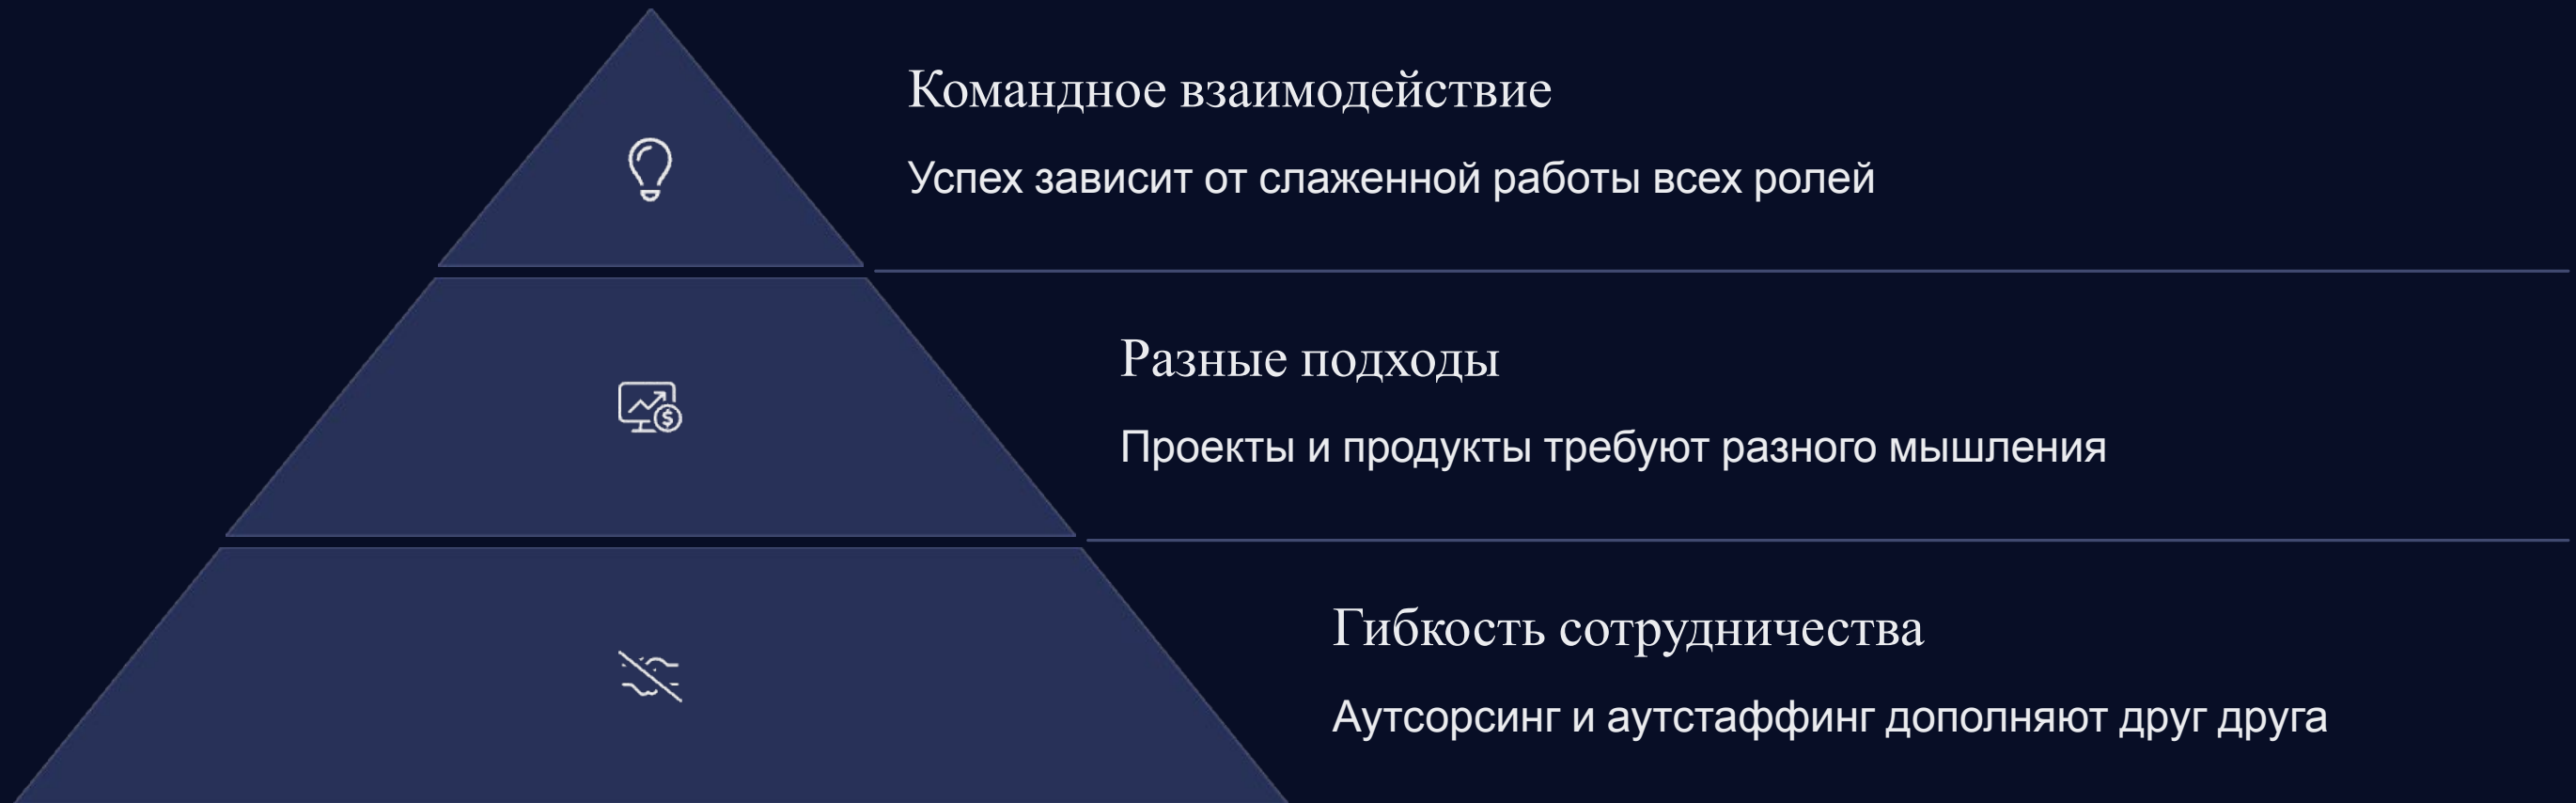 Командное взаимодействие
Успех зависит от слаженной работы всех ролей
Разные подходы
Проекты и продукты требуют разного мышления
Гибкость сотрудничества
Аутсорсинг и аутстаффинг дополняют друг друга